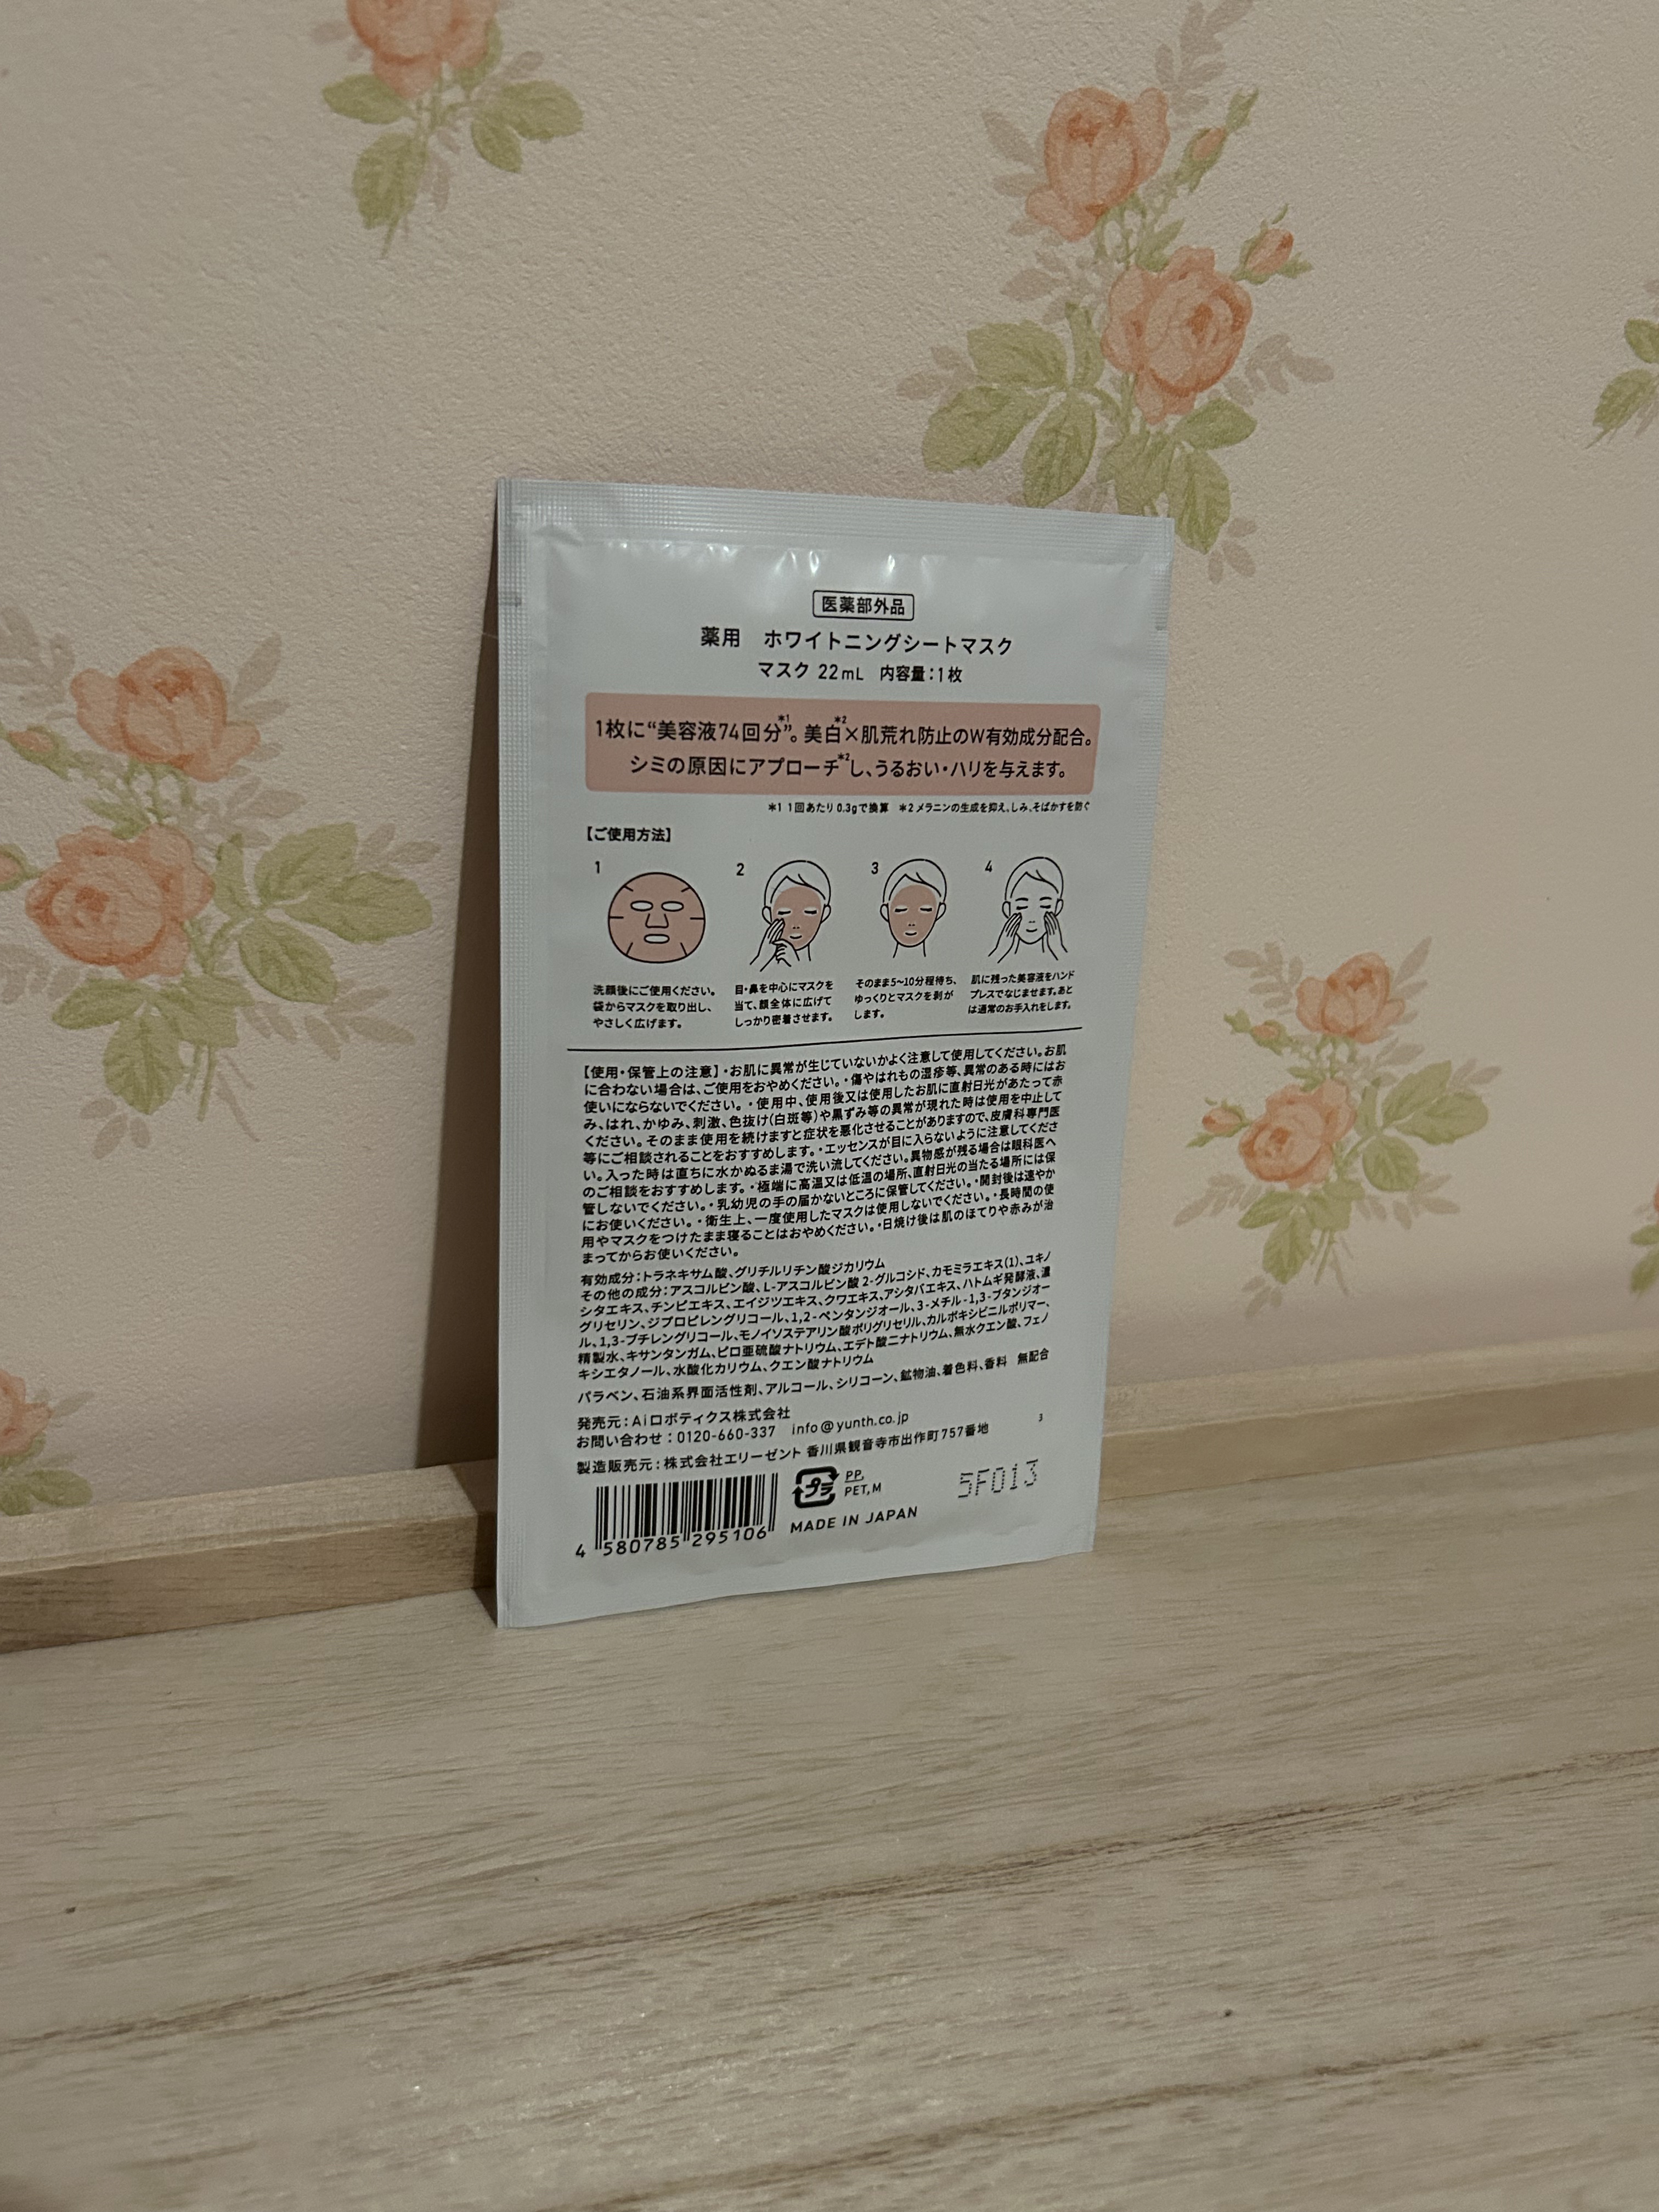 医薬部外品
薬用 ホワイトニングシートマスク
マスク 22mL 内容量:1枚
1枚に“美容液74回分*1”。美白*2×肌荒れ防止のW有効成分配合。
シミの原因にアプローチ*2し、うるおい・ハリを与えます。
*1 1回あたり0.3gで換算 *2 メラニンの生成を抑え、しみ、そばかすを防ぐ
【ご使用方法】
1
洗顔後にご使用ください。
袋からマスクを取り出し、
やさしく広げます。
2
目・鼻を中心にマスクを
当て、顔全体に広げて
しっかり密着させます。
3
そのまま5〜10分程待ち、
ゆっくりとマスクを剥が
します。
4
肌に残った美容液をハンド
プレスでなじませます。あと
は通常のお手入れをします。
【使用・保管上の注意】・お肌に異常が生じていないかよく注意して使用してください。お肌
に合わない場合は、ご使用をおやめください。・傷やはれもの湿疹等、異常のある時にはお
使いにならないでください。・使用中、使用後又は使用したお肌に直射日光があたって赤
み、はれ、かゆみ、刺激、色抜け(白斑等)や黒ずみ等の異常が現れた時は使用を中止して
ください。そのまま使用を続けますと症状を悪化させることがありますので、皮膚科専門医
等にご相談されることをおすすめします。・エッセンスが目に入らないように注意してくださ
い。入った時は直ちに水かぬるま湯で洗い流してください。異物感が残る場合は眼科医へ
のご相談をおすすめします。・極端に高温又は低温の場所、直射日光の当たる場所には保
管しないでください。・乳幼児の手の届かないところに保管してください。・開封後は速やか
にお使いください。・衛生上、一度使用したマスクは使用しないでください。・長時間の使
用やマスクをつけたまま寝ることはおやめください。・日焼け後は肌のほてりや赤みが治
まってからお使いください。
有効成分:トラネキサム酸、グリチルリチン酸ジカリウム
その他の成分:アスコルビン酸、L-アスコルビン酸 2-グルコシド、カモミラエキス(1)、ユキノ
シタエキス、チンピエキス、エイジツエキス、クワエキス、アシタバエキス、ハトムギ発酵液、濃
グリセリン、ジプロピレングリコール、1,2-ペンタンジオール、3-メチル-1,3-ブタンジオー
ル、1,3-ブチレングリコール、モノイソステアリン酸ポリグリセリル、カルボキシビニルポリマー、
精製水、キサンタンガム、ピロ亜硫酸ナトリウム、エデト酸二ナトリウム、無水クエン酸、フェノ
キシエタノール、水酸化カリウム、クエン酸ナトリウム
パラベン、石油系界面活性剤、アルコール、シリコーン、鉱物油、着色料、香料 無配合
発売元:Aiロボティクス株式会社
お問い合わせ:0120-660-337 info@yunth.co.jp
3
製造販売元:株式会社エリーゼント 香川県観音寺市出作町757番地
プラ
PP,
PET,M
5F013
MADE IN JAPAN
4 580785 295106